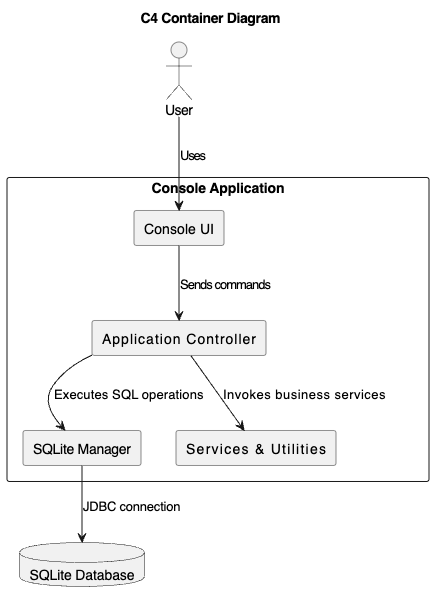 C4 Container Diagram
User
Uses
Console Application
Console UI
Sends commands
Application Controller
Executes SQL operations
Invokes business services
SQLite Manager
Services & Utilities
JDBC connection
SQLite Database